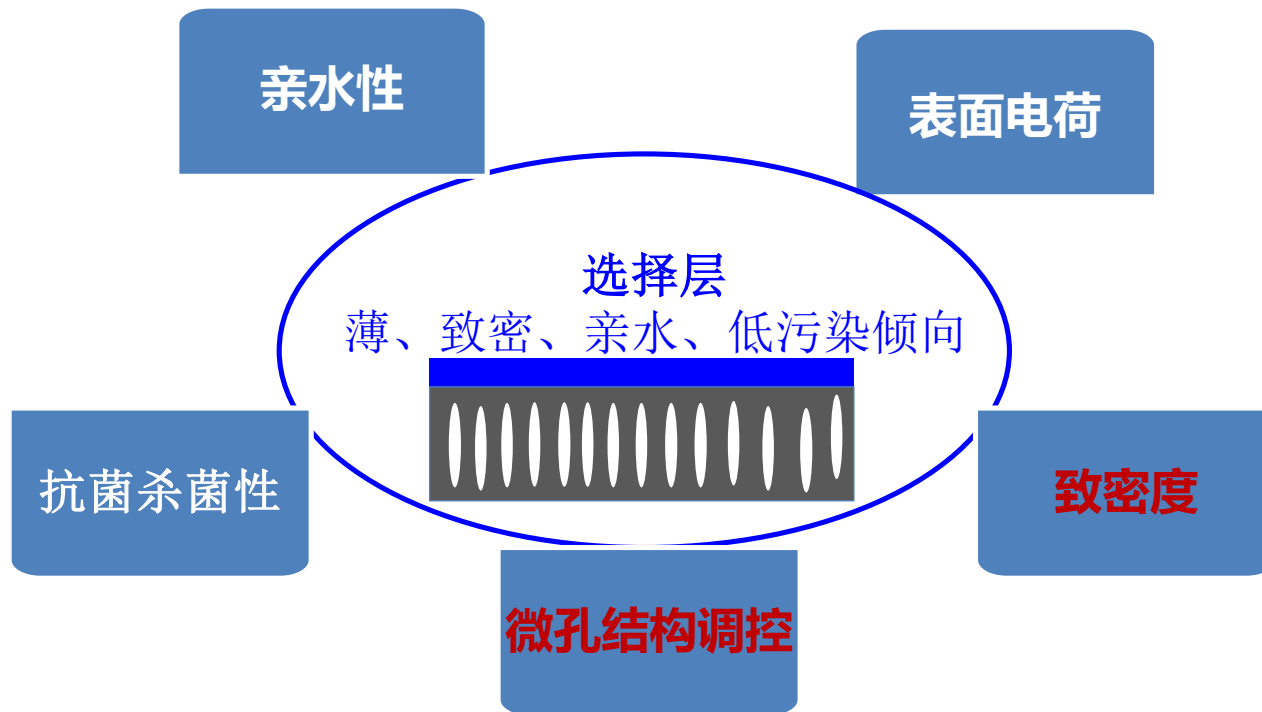 亲水性
表面电荷
选择层
薄、致密、亲水、低污染倾向
抗菌杀菌性
致密度
微孔结构调控